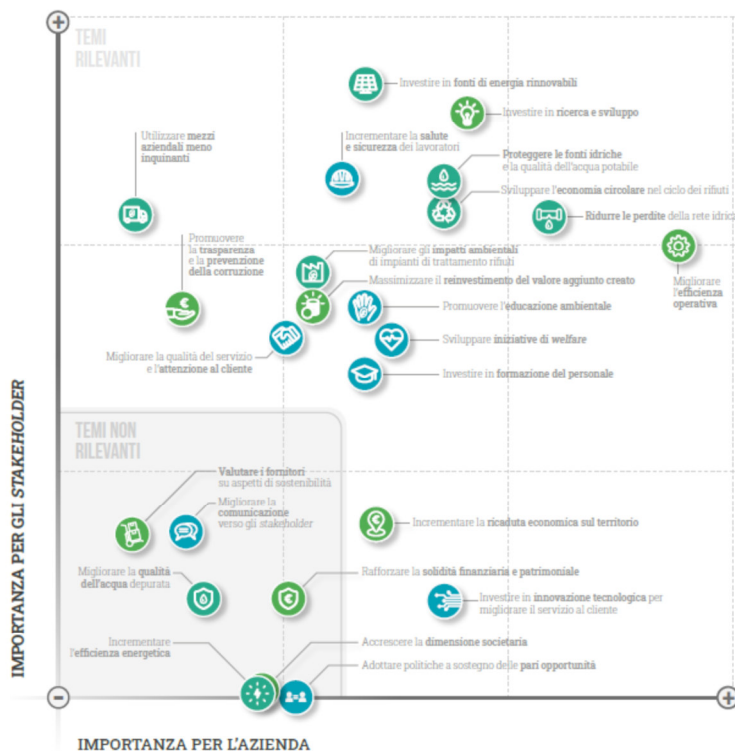 TEMI
RILEVANTI
Investire in fonti di energia rinnovabili
Investire in ricerca e sviluppo
Utilizzare mezzi
aziendali meno
inquinanti
Incrementare la salute
e sicurezza dei lavoratori
Proteggere le fonti idriche
e la qualità dell'acqua potabile
Sviluppare l'economia circolare nel ciclo dei rifiuti
Ridurre le perdite della rete idric
Promuovere
la trasparenza
e la prevenzione
della corruzione
Migliorare gli impatti ambientali
di impianti di trattamento rifiuti
Massimizzare il reinvestimento del valore aggiunto creato
Migliorare
l'efficienza
operativa
Promuovere l'educazione ambientale
Migliorare la qualità del servizio
e l'attenzione al cliente
Sviluppare iniziative di welfare
Investire in formazione del personale
TEMI NON
RILEVANTI
Valutare i fornitori
su aspetti di sostenibilità
Migliorare la
comunicazione
verso gli stakeholder
Incrementare la ricaduta economica sul territorio
Migliorare la qualità
dell'acqua depurata
Rafforzare la solidità finanziaria e patrimoniale
Investire in innovazione tecnologica per
migliorare il servizio al cliente
Incrementare
l'efficienza energetica
Accrescere la dimensione societaria
Adottare politiche a sostegno delle pari opportunità
IMPORTANZA PER GLI STAKEHOLDER
IMPORTANZA PER L'AZIENDA